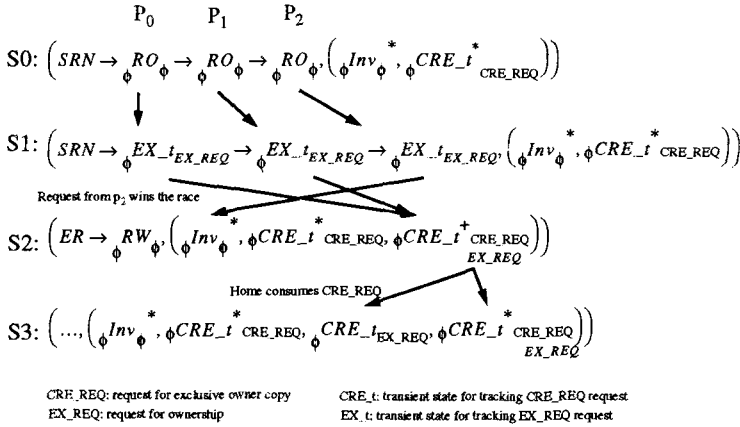 P₀ P₁ P₂
S0: ( SRN → ϕROϕ → ϕROϕ → ϕROϕ, ( ϕInvϕ*, ϕCRE_t*CRE_REQ ) )
S1: ( SRN → ϕEX_tEX_REQ → ϕEX_tEX_REQ → ϕEX_tEX_REQ, ( ϕInvϕ*, ϕCRE_t*CRE_REQ ) )
Request from p₂ wins the race
S2: ( ER → ϕRWϕ, ( ϕInvϕ*, ϕCRE_t*CRE_REQ, ϕCRE_t+CRE_REQ ) )
EX_REQ
Home consumes CRE_REQ
S3: ( ..., ( ϕInvϕ*, ϕCRE_t*CRE_REQ, ϕCRE_tEX_REQ, ϕCRE_t*CRE_REQ ) )
EX_REQ
CRE_REQ: request for exclusive owner copy CRE_t: transient state for tracking CRE_REQ request
EX_REQ: request for ownership EX_t: transient state for tracking EX_REQ request